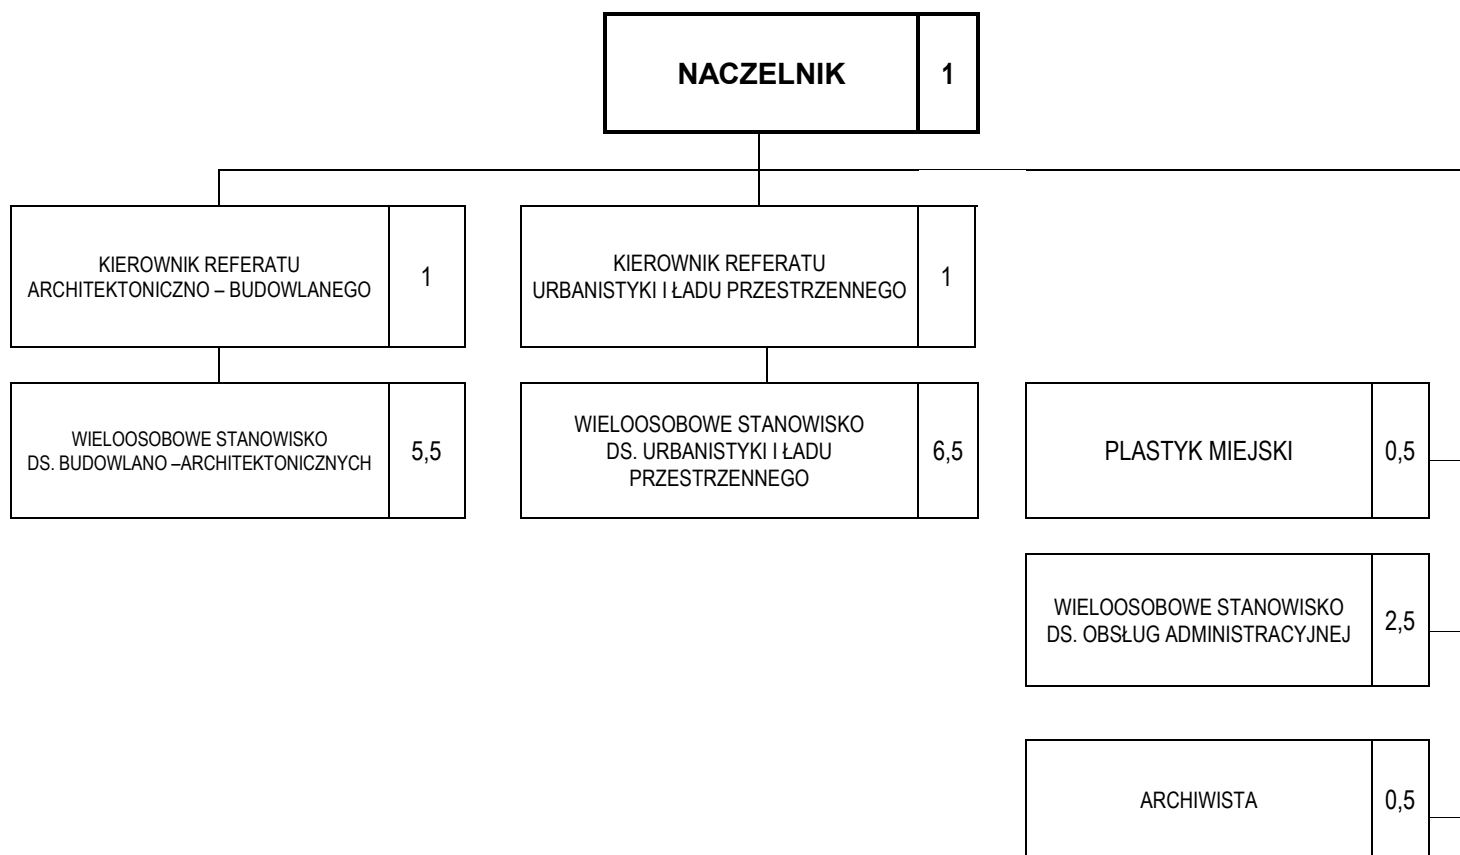 NACZELNIK 1
KIEROWNIK REFERATU
ARCHITEKTONICZNO – BUDOWLANEGO
1
KIEROWNIK REFERATU
URBANISTYKI I ŁADU PRZESTRZENNEGO
1
WIELOOSOBOWE STANOWISKO
DS. BUDOWLANO –ARCHITEKTONICZNYCH
5,5
WIELOOSOBOWE STANOWISKO
DS. URBANISTYKI I ŁADU
PRZESTRZENNEGO
6,5
PLASTYK MIEJSKI 0,5
WIELOOSOBOWE STANOWISKO
DS. OBSŁUG ADMINISTRACYJNEJ
2,5
ARCHIWISTA 0,5